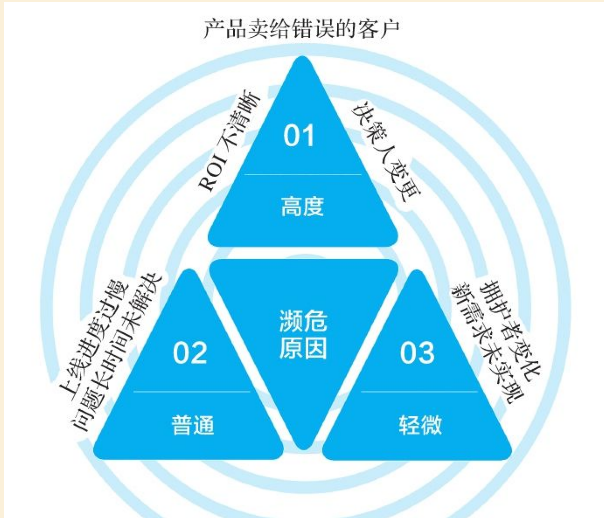 产品卖给错误的客户
ROI 不清晰
决策人变更
01
高度
濒危
原因
上线进度过慢
问题长时间未解决
02
普通
拥护者变化
新需求未实现
03
轻微